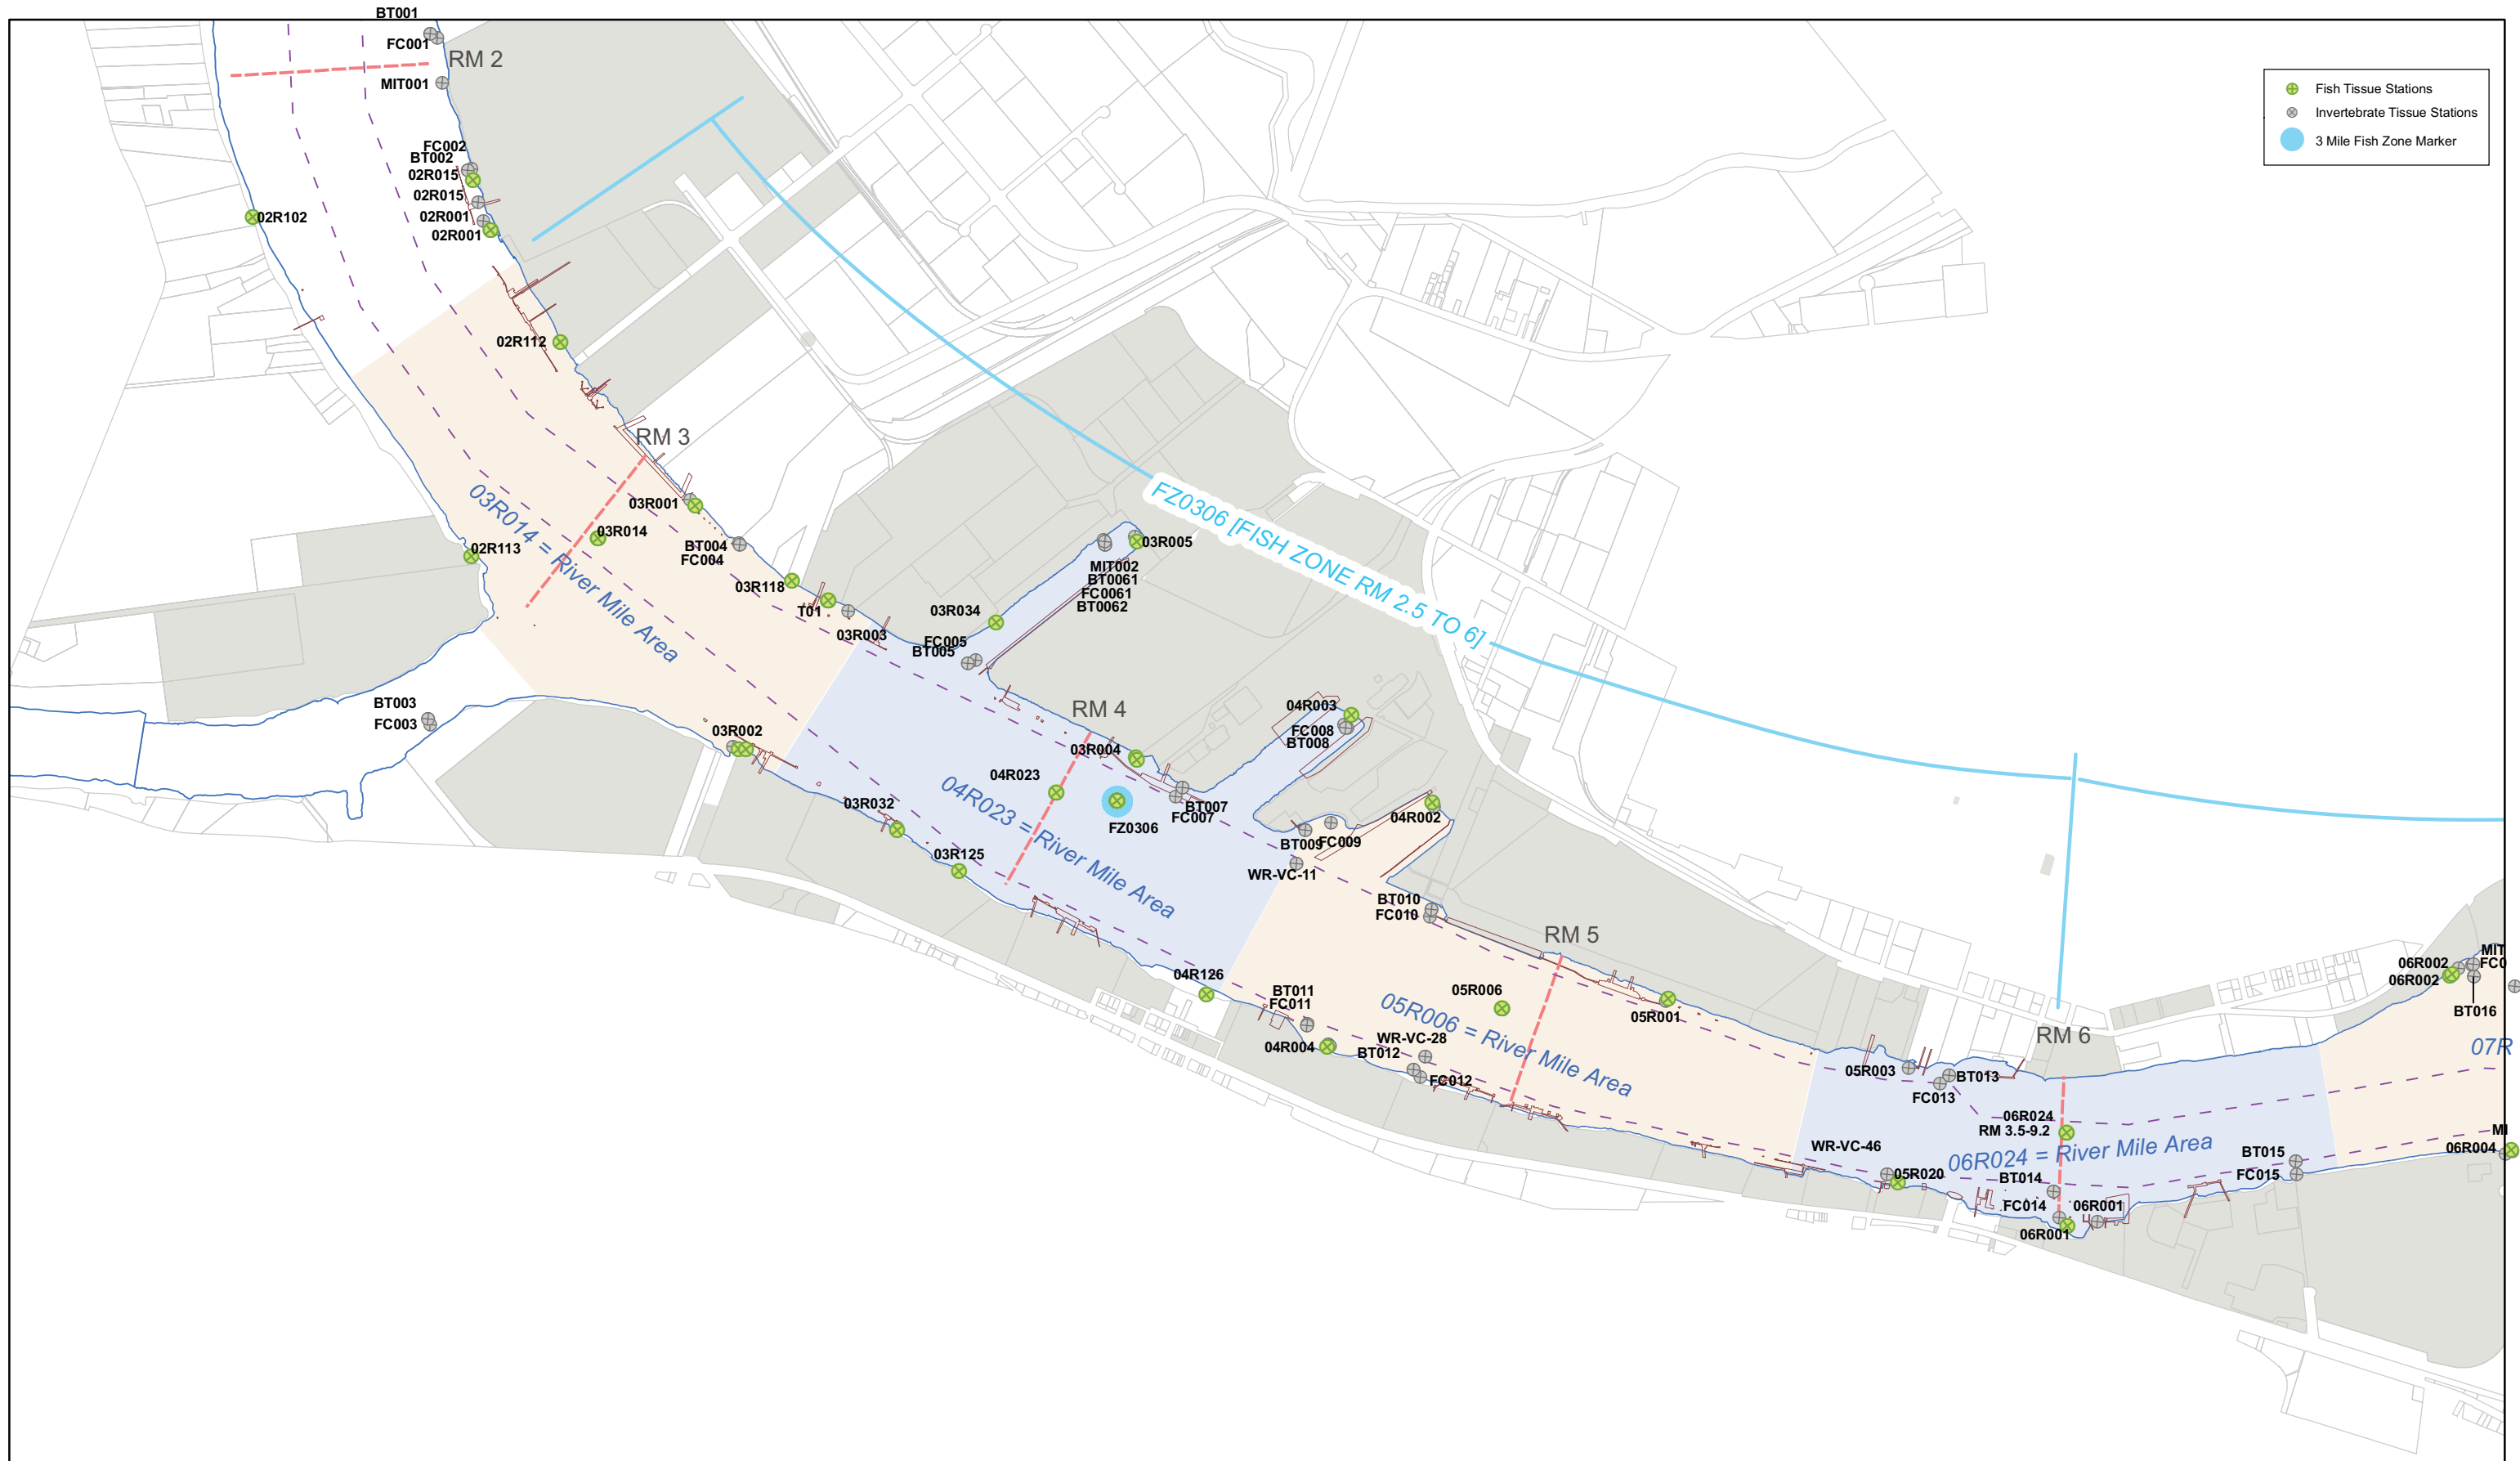 BT001
FC001
RM 2
MIT001
Fish Tissue Stations
Invertebrate Tissue Stations
3 Mile Fish Zone Marker
FC002
BT002
02R015
02R015
02R001
02R001
02R102
02R112
RM 3
03R001
03R014
03R014 = River Mile Area
02R113
BT004
FC004
03R118
T01
03R003
03R005
MIT002
BT0061
FC0061
BT0062
03R034
FC005
BT005
FZ0306 [FISH ZONE RM 2.5 TO 6]
BT003
FC003
03R002
RM 4
03R004
04R003
FC008
BT008
04R023
04R023 = River Mile Area
FZ0306
BT007
FC007
03R032
03R125
04R002
BT009
FC009
WR-VC-11
BT010
FC010
RM 5
04R126
BT011
FC011
05R006
05R006 = River Mile Area
05R001
04R004
WR-VC-28
BT012
FC012
MIT
FC0
06R002
06R002
BT016
RM 6
07R
05R003
BT013
FC013
06R024
RM 3.5-9.2
MI
06R004
WR-VC-46
06R024 = River Mile Area
BT015
FC015
05R020
BT014
FC014
06R001
06R001